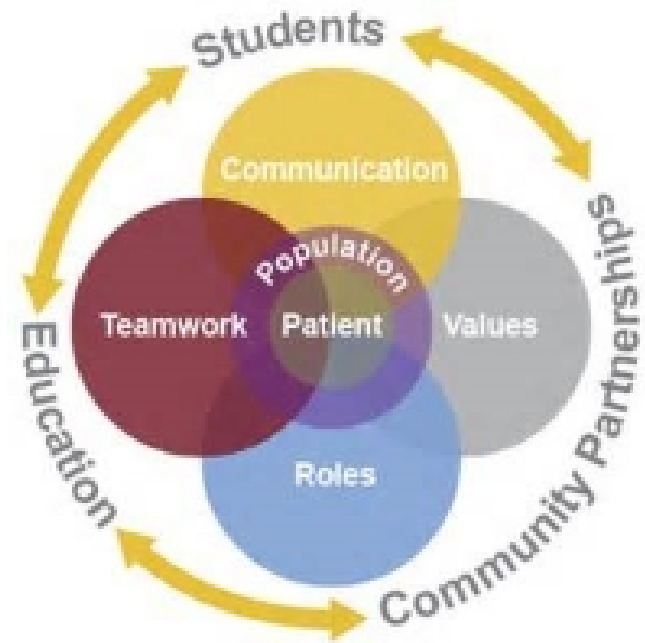 Students
Communication
Population
Teamwork
Patient
Values
Roles
Education
Community Partnerships